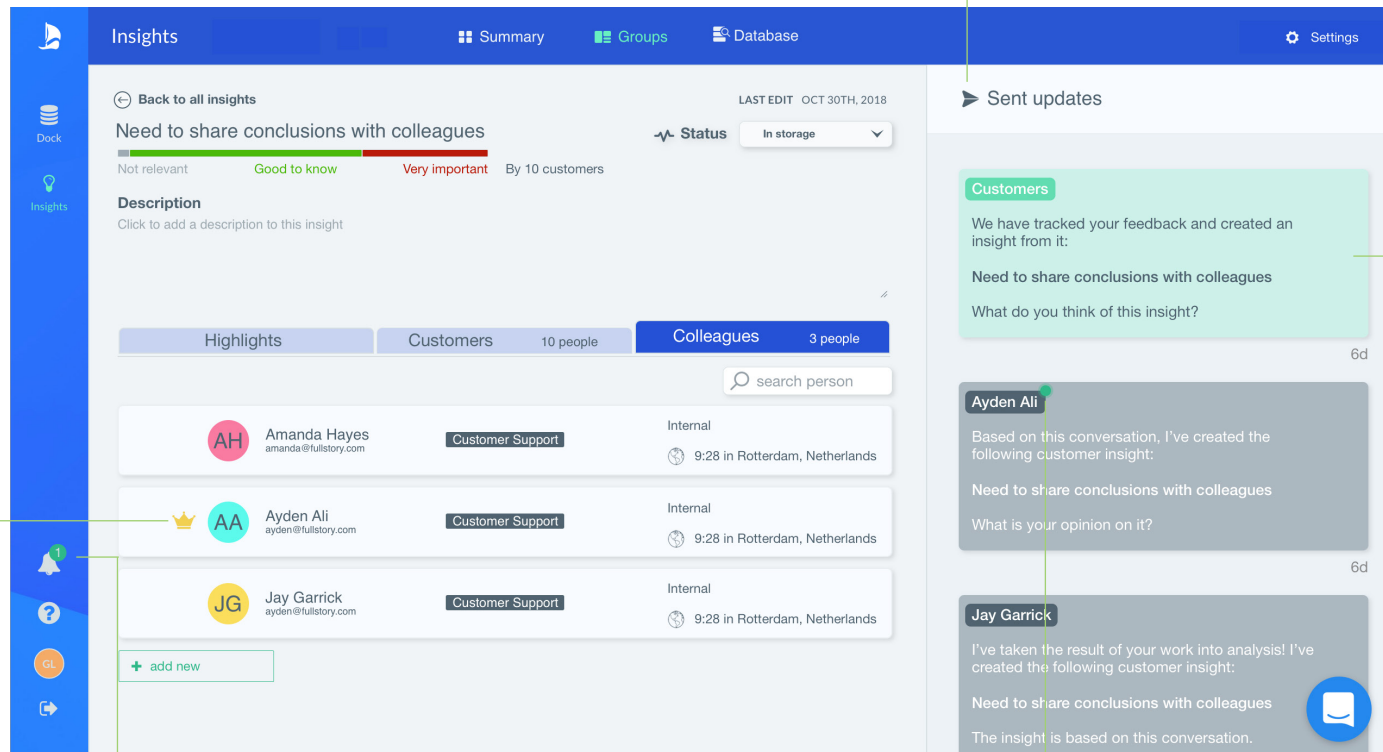 Insights
Summary
Groups
Database
Settings
Dock
Insights
1
GL
Back to all insights
LAST EDIT OCT 30TH, 2018
Need to share conclusions with colleagues
Status
In storage
Not relevant
Good to know
Very important
By 10 customers
Description
Click to add a description to this insight
Highlights
Customers 10 people
Colleagues 3 people
search person
AH
Amanda Hayes
amanda@fullstory.com
Customer Support
Internal
9:28 in Rotterdam, Netherlands
AA
Ayden Ali
ayden@fullstory.com
Customer Support
Internal
9:28 in Rotterdam, Netherlands
JG
Jay Garrick
ayden@fullstory.com
Customer Support
Internal
9:28 in Rotterdam, Netherlands
+ add new
Sent updates
Customers
We have tracked your feedback and created an
insight from it:
Need to share conclusions with colleagues
What do you think of this insight?
6d
Ayden Ali
Based on this conversation, I've created the
following customer insight:
Need to share conclusions with colleagues
What is your opinion on it?
6d
Jay Garrick
I've taken the result of your work into analysis! I've
created the following customer insight:
Need to share conclusions with colleagues
The insight is based on this conversation.